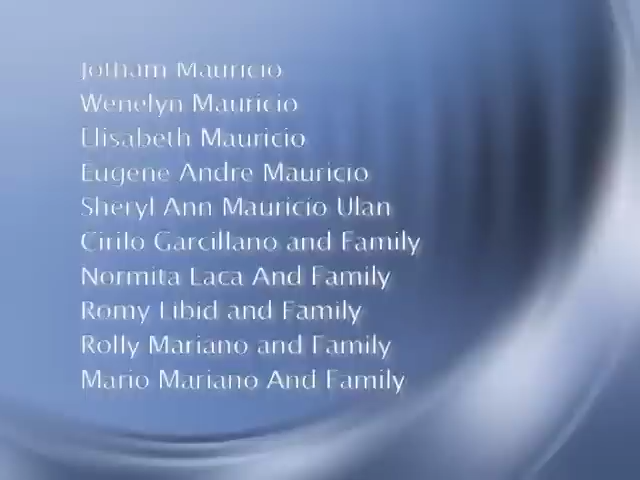 Jotham Mauricio
Wenelyn Mauricio
Elisabeth Mauricio
Eugene Andre Mauricio
Sheryl Ann Mauricio Ulan
Cirilo Garcillano and Family
Normita Laca And Family
Romy Libid and Family
Rolly Mariano and Family
Mario Mariano And Family